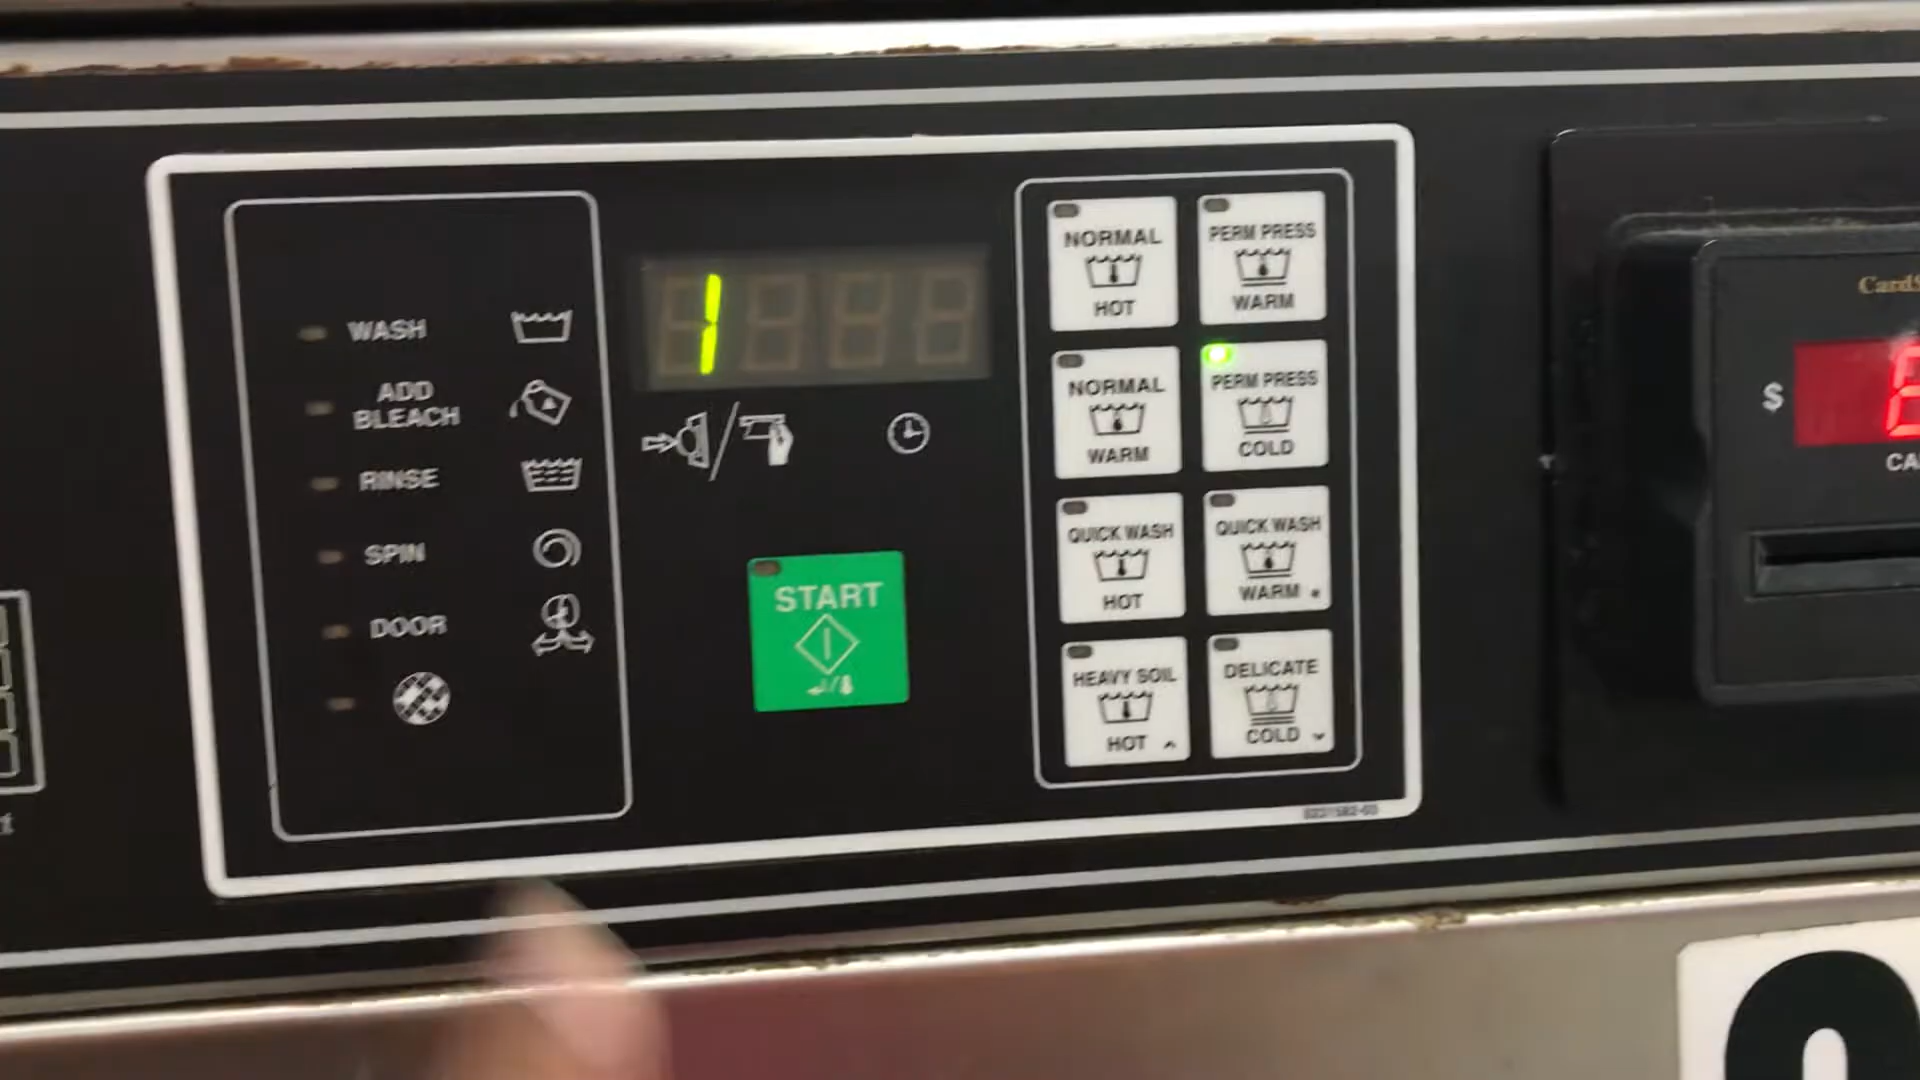 WASH
ADD
BLEACH
RINSE
SPIN
DOOR
1
START
NORMAL
HOT
PERM PRESS
WARM
NORMAL
WARM
PERM PRESS
COLD
QUICK WASH
HOT
QUICK WASH
WARM
HEAVY SOIL
HOT
DELICATE
COLD
$